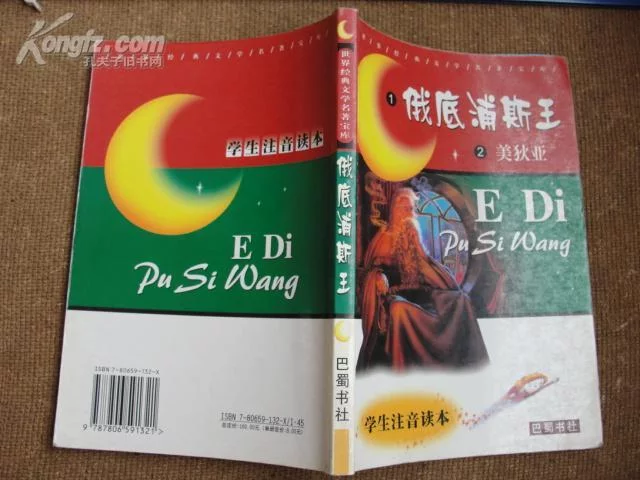 Kongfz.com
孔夫子旧书网
学生注音读本
E Di
Pu Si Wang
ISBN 7-80659-132-X
9 787806 591321 >
ISBN 7-80659-132-X/I·45
世界经典文学名著宝库
俄底浦斯王
巴蜀书社
世界经典文学名著宝库
1 俄底浦斯王
2 美狄亚
E Di
Pu Si Wang
学生注音读本
巴蜀书社